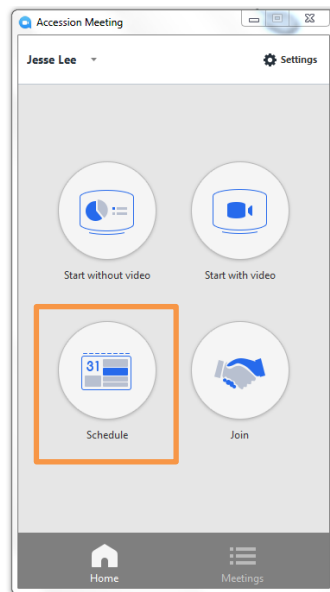 Accession Meeting
Jesse Lee
Settings
Start without video
Start with video
31
Schedule
Join
Home
Meetings